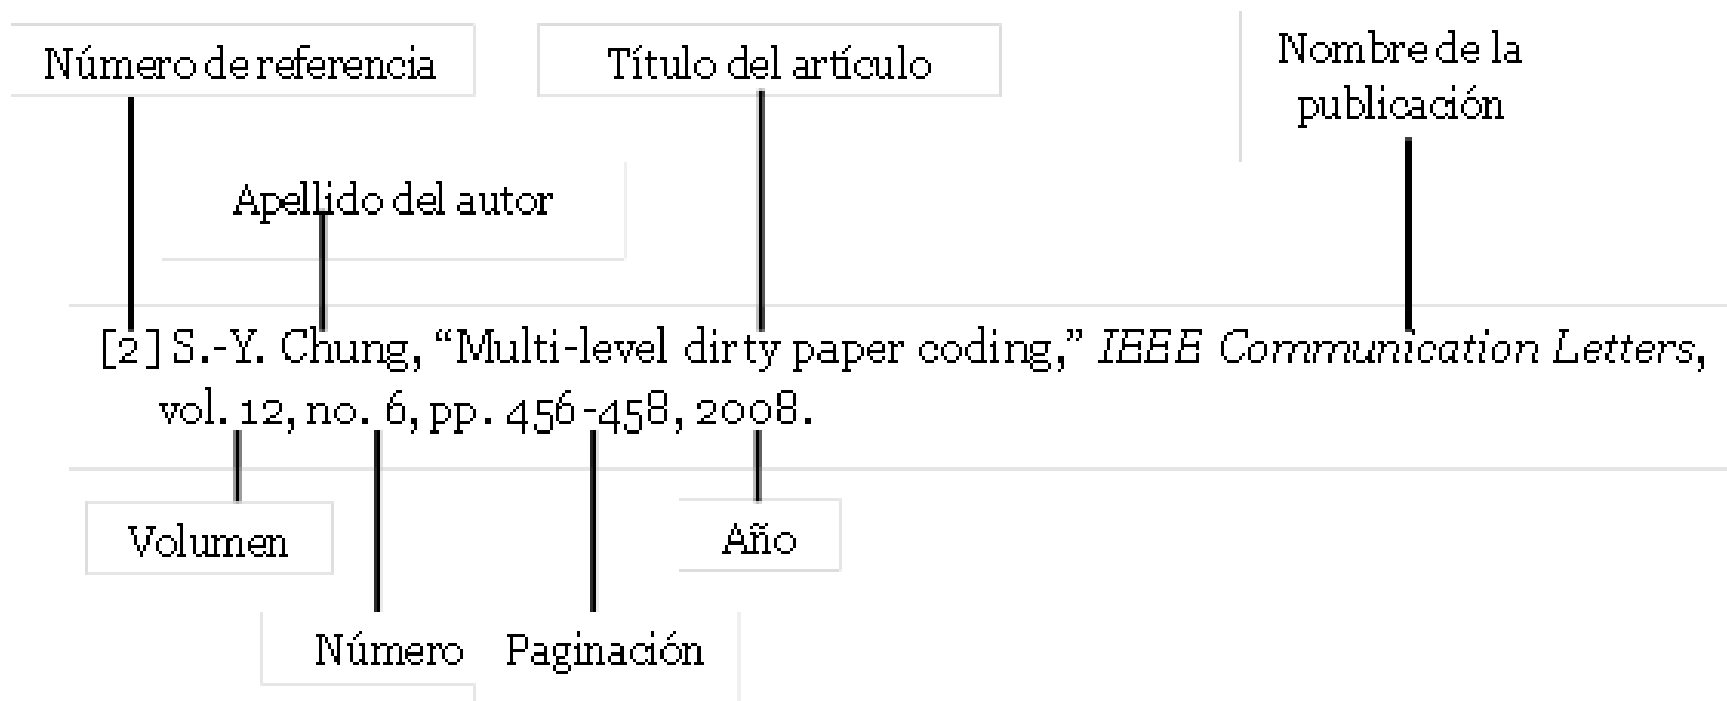 Número de referencia
Título del artículo
Nombre de la
publicación
Apellido del autor
[2] S.-Y. Chung, “Multi-level dirty paper coding,” IEEE Communication Letters,
vol. 12, no. 6, pp. 456-458, 2008.
Volumen
Año
Número
Paginación